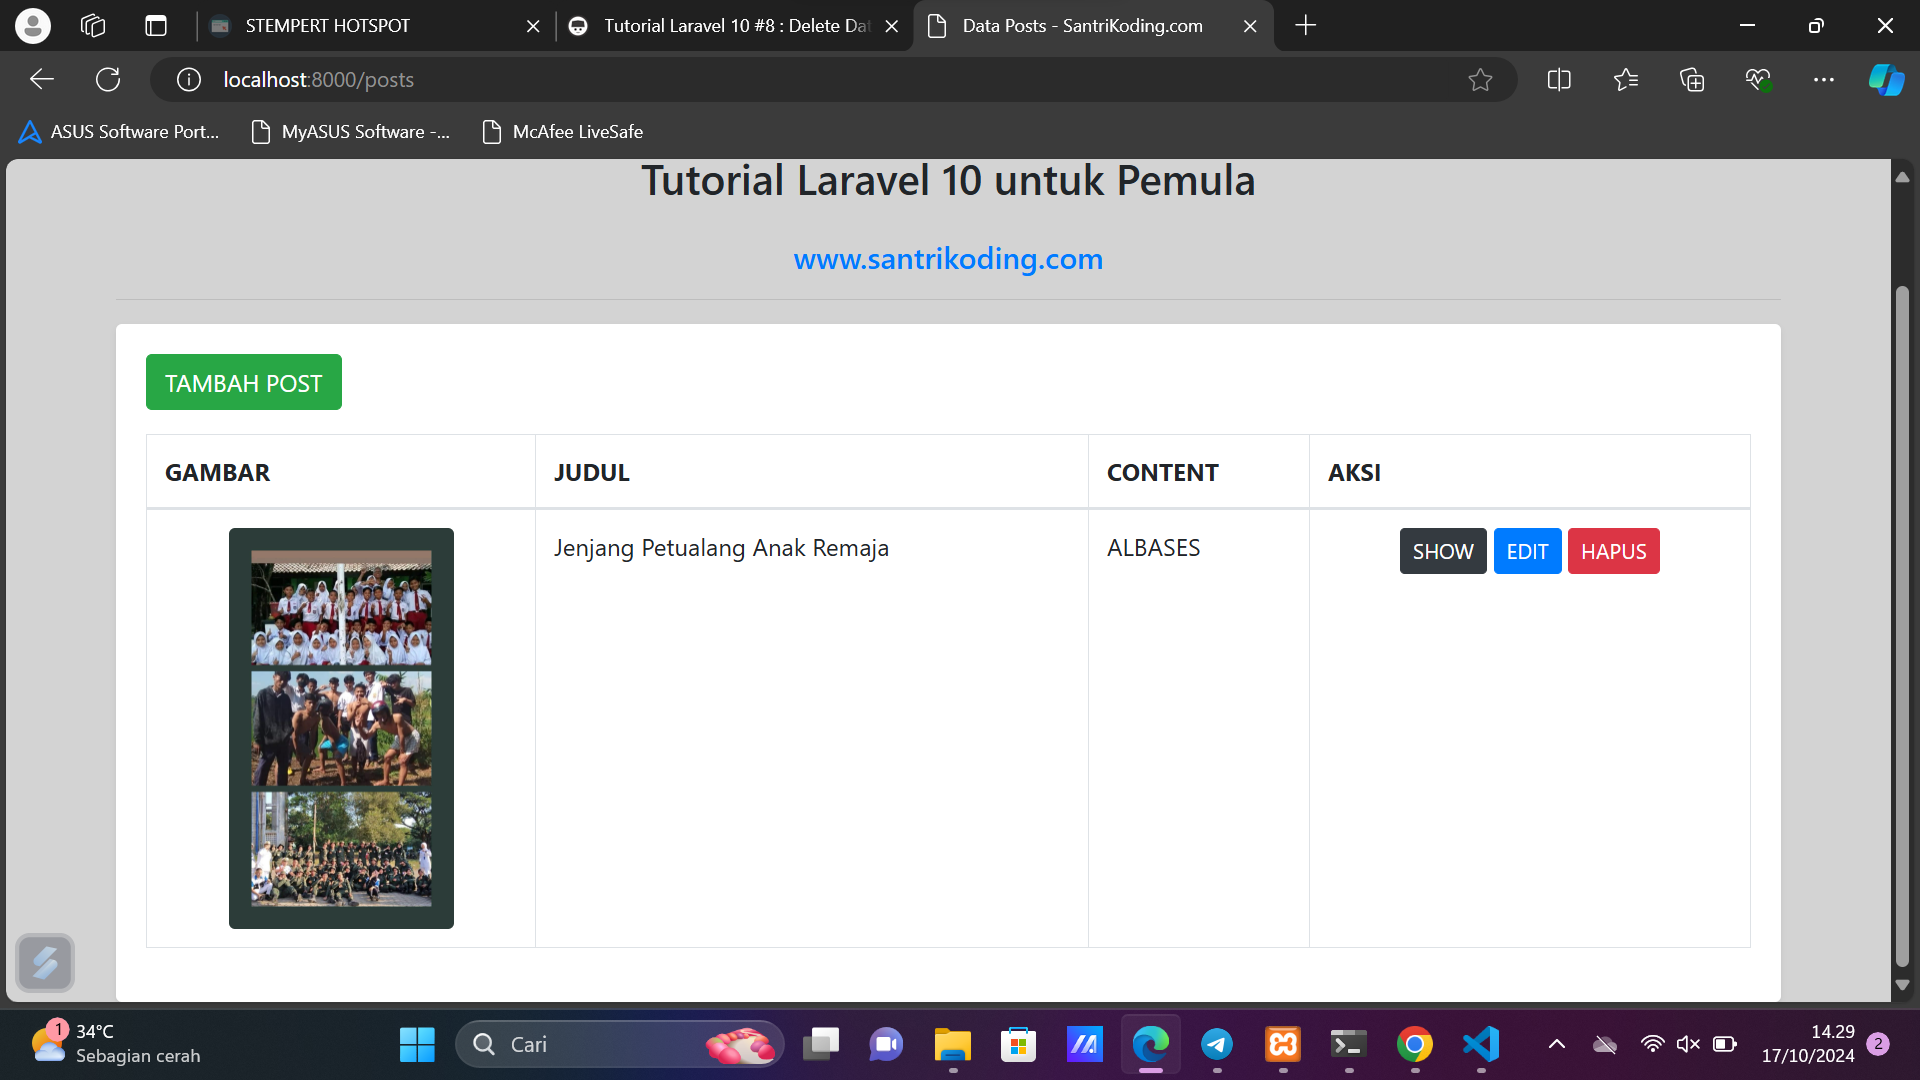 STEMPERT HOTSPOT
Tutorial Laravel 10 #8 : Delete Dat
Data Posts - SantriKoding.com
localhost:8000/posts
ASUS Software Port...
MyASUS Software -...
McAfee LiveSafe
Tutorial Laravel 10 untuk Pemula
www.santrikoding.com
TAMBAH POST
GAMBAR JUDUL CONTENT AKSI
Jenjang Petualang Anak Remaja ALBASES SHOW EDIT HAPUS
1
34°C
Sebagian cerah
Cari
14.29
17/10/2024
2